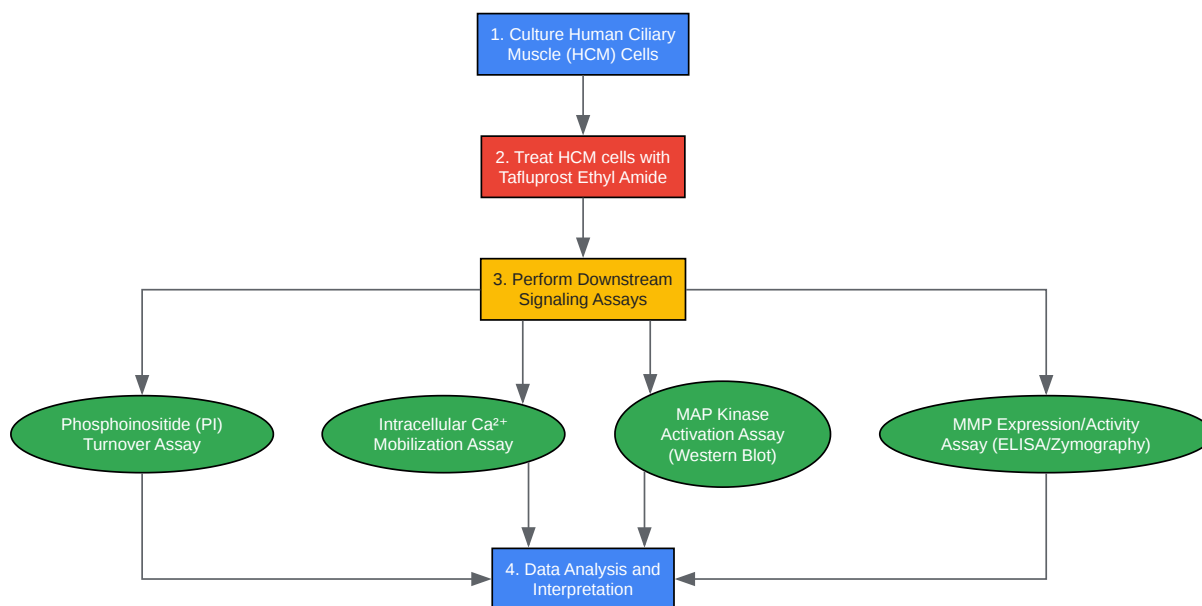 1. Culture Human Ciliary
Muscle (HCM) Cells
2. Treat HCM cells with
Tafluprost Ethyl Amide
3. Perform Downstream
Signaling Assays
Phosphoinositide (PI)
Turnover Assay
Intracellular Ca²⁺
Mobilization Assay
MAP Kinase
Activation Assay
(Western Blot)
MMP Expression/Activity
Assay (ELISA/Zymography)
4. Data Analysis and
Interpretation